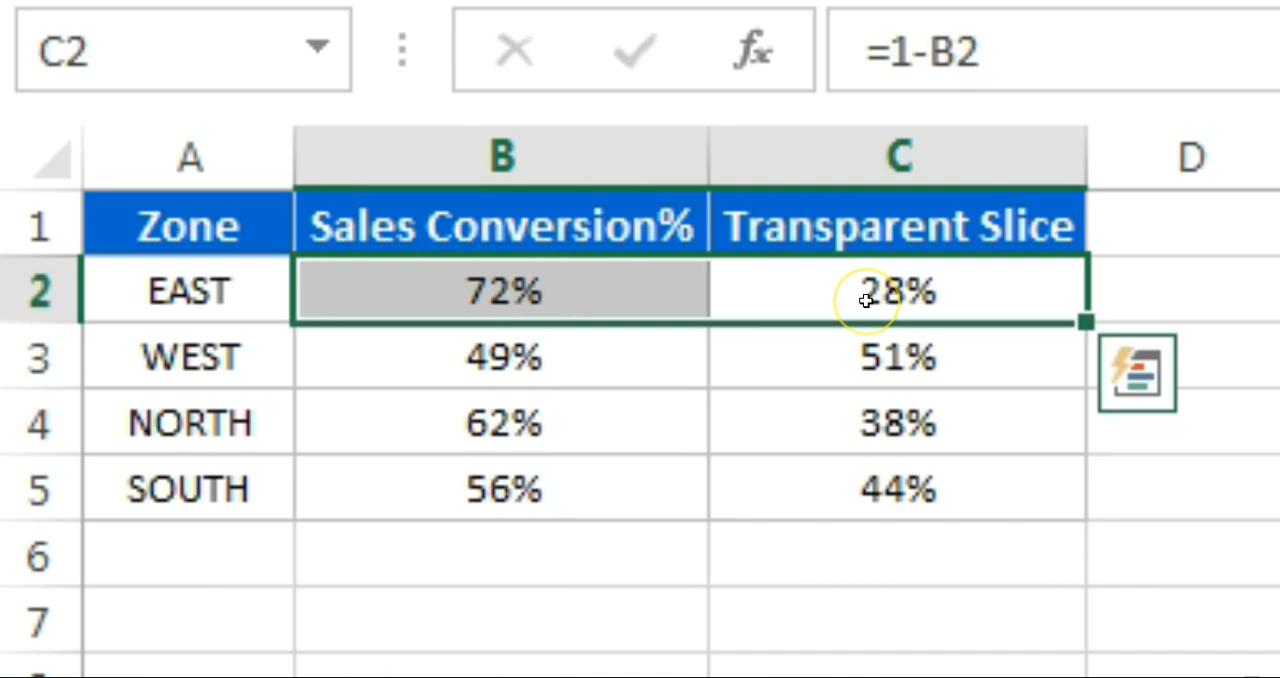 C2 fx =1-B2
A B C D
1 Zone Sales Conversion% Transparent Slice
2 EAST 72% 28%
3 WEST 49% 51%
4 NORTH 62% 38%
5 SOUTH 56% 44%
6
7